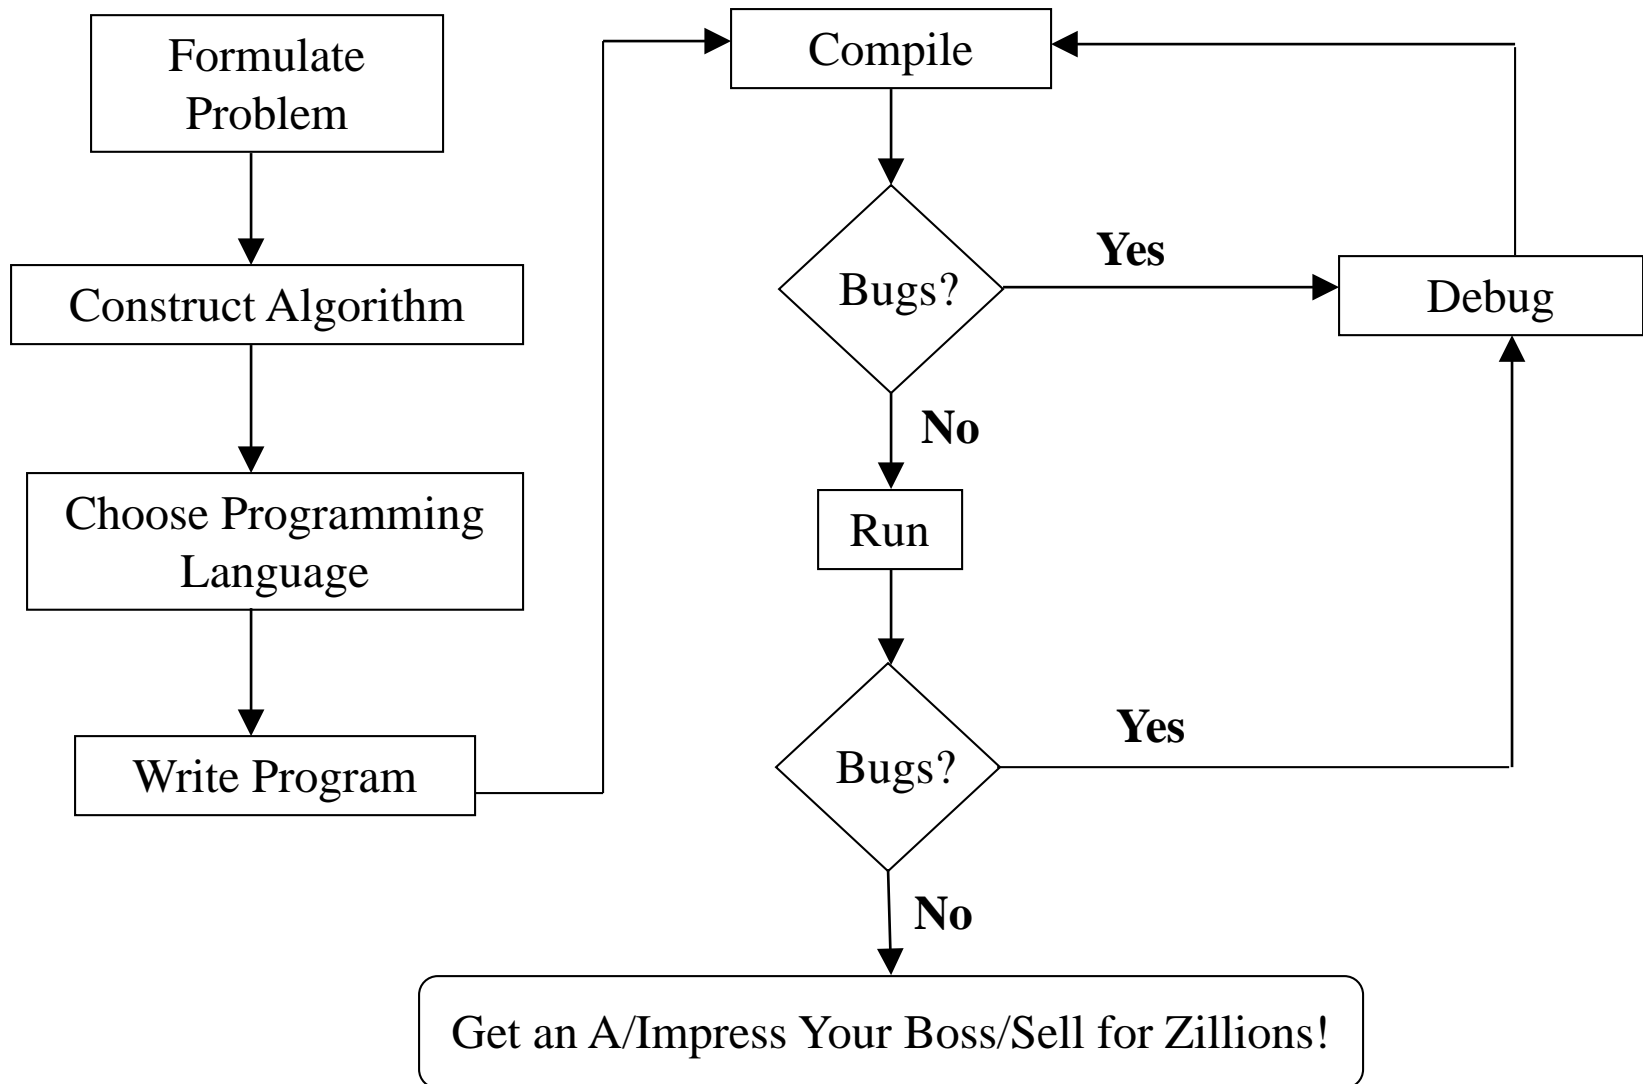 Formulate
Problem
Construct Algorithm
Choose Programming
Language
Write Program
Compile
Bugs?
Yes
Debug
No
Run
Bugs?
Yes
No
Get an A/Impress Your Boss/Sell for Zillions!